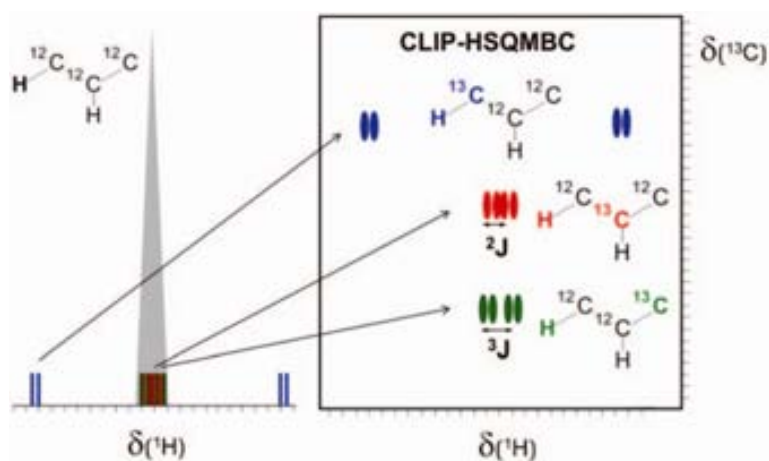 CLIP-HSQMBC
δ(¹³C)
¹²C ¹²C
¹²C
H
H
¹³C ¹²C
H ¹²C
H
¹²C ¹²C
H ¹³C
H
²J
¹²C ¹³C
H ¹²C
H
³J
δ(¹H)
δ(¹H)